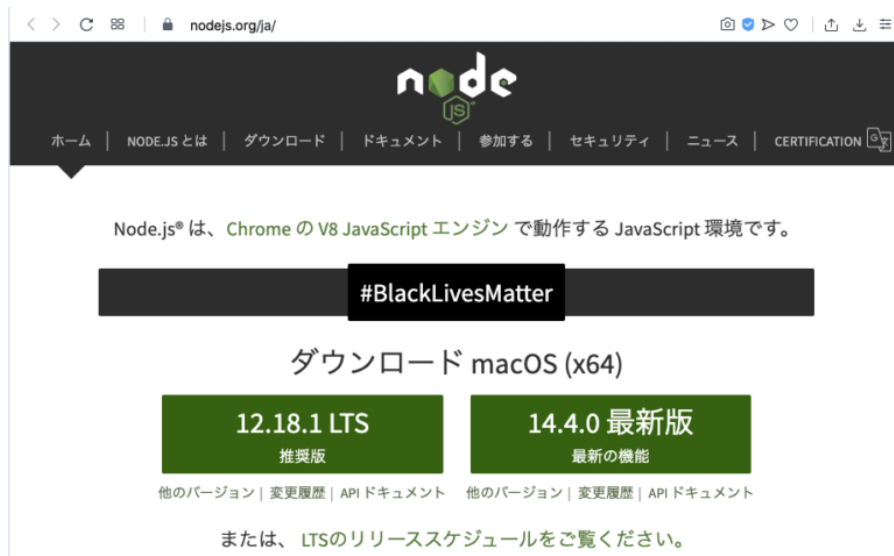 nodejs.org/ja/
node
JS
ホーム | NODE.JS とは | ダウンロード | ドキュメント | 参加する | セキュリティ | ニュース | CERTIFICATION
Node.js® は、Chrome の V8 JavaScript エンジン で動作する JavaScript 環境です。
#BlackLivesMatter
ダウンロード macOS (x64)
12.18.1 LTS
推奨版
14.4.0 最新版
最新の機能
他のバージョン | 変更履歴 | API ドキュメント
他のバージョン | 変更履歴 | API ドキュメント
または、 LTSのリリーススケジュールをご覧ください。